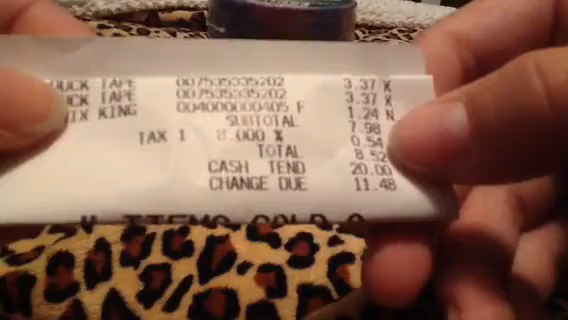 DUCK TAPE 007535335202 3.37 X
UCK TAPE 007535335202 3.37 X
IX KING 004000000405 F 1.24 N
SUBTOTAL 7.98
TAX 1 8.000 % 0.54
TOTAL 8.52
CASH TEND 20.00
CHANGE DUE 11.48